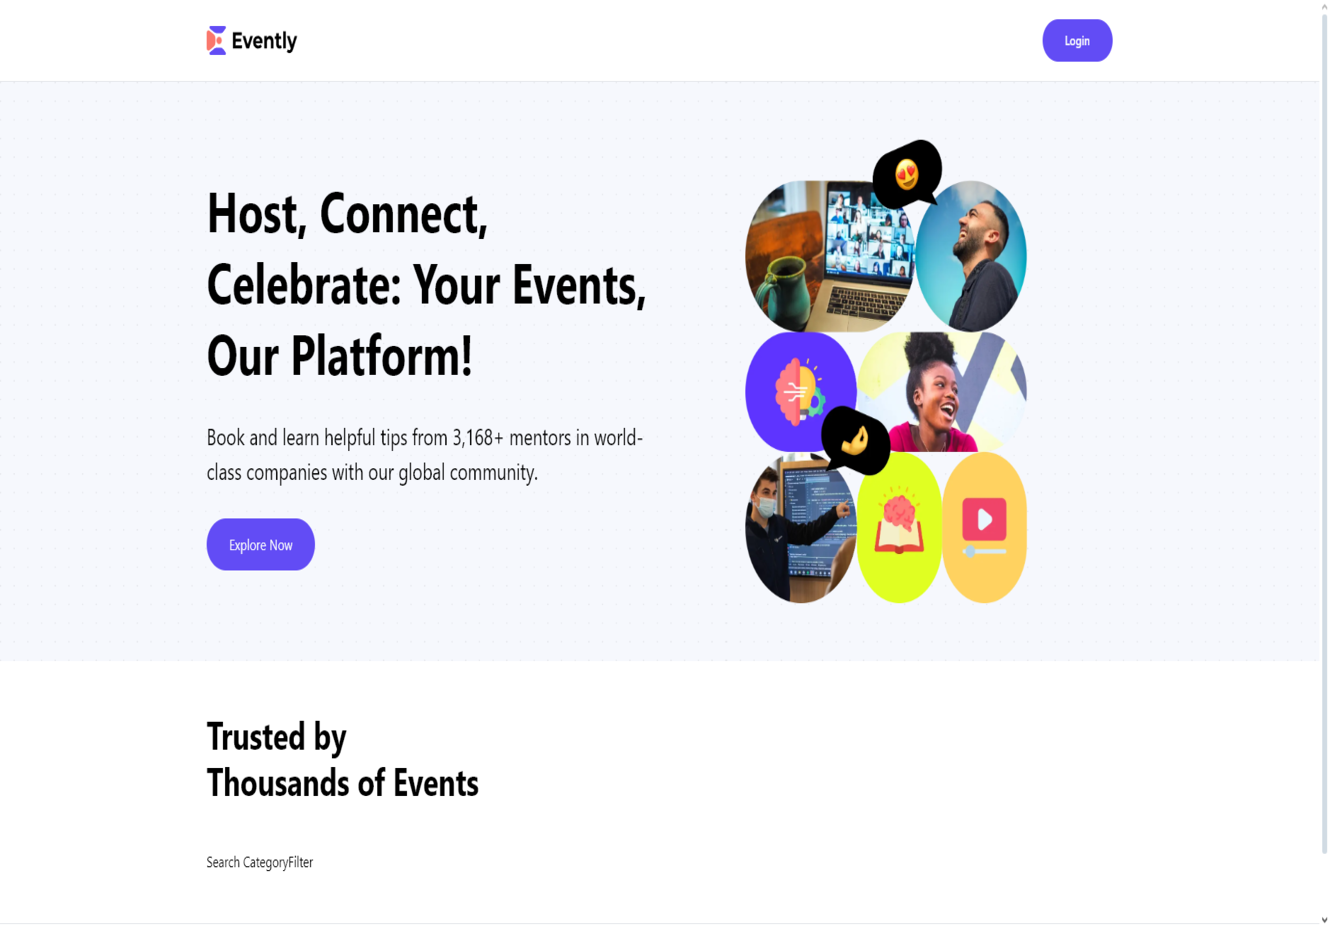 Evently
Login
Host, Connect,
Celebrate: Your Events,
Our Platform!
Book and learn helpful tips from 3,168+ mentors in world-
class companies with our global community.
Explore Now
Trusted by
Thousands of Events
Search CategoryFilter